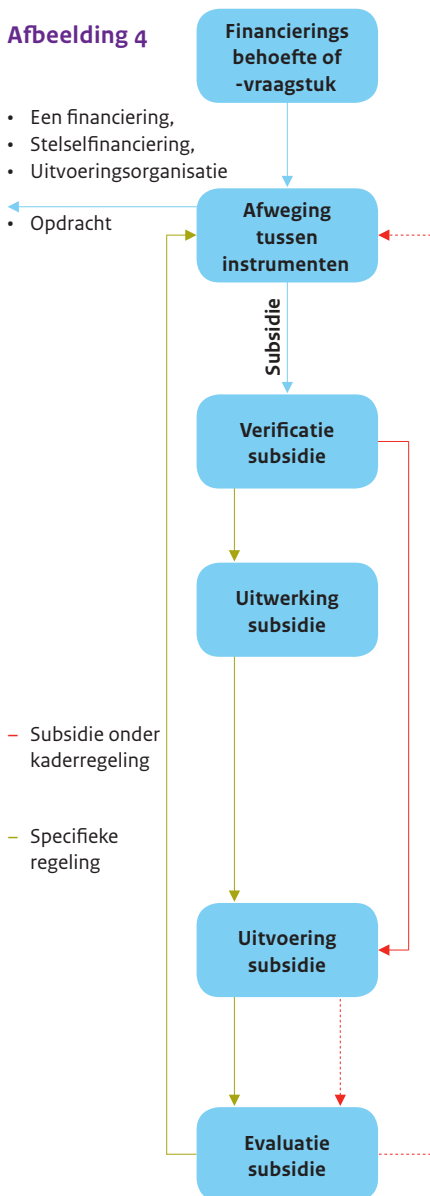 Afbeelding 4
Financierings
behoefte of
-vraagstuk
• Een financiering,
• Stelselfinanciering,
• Uitvoeringsorganisatie
• Opdracht
Afweging
tussen
instrumenten
Subsidie
Verificatie
subsidie
Uitwerking
subsidie
– Subsidie onder
kaderregeling
– Specifieke
regeling
Uitvoering
subsidie
Evaluatie
subsidie